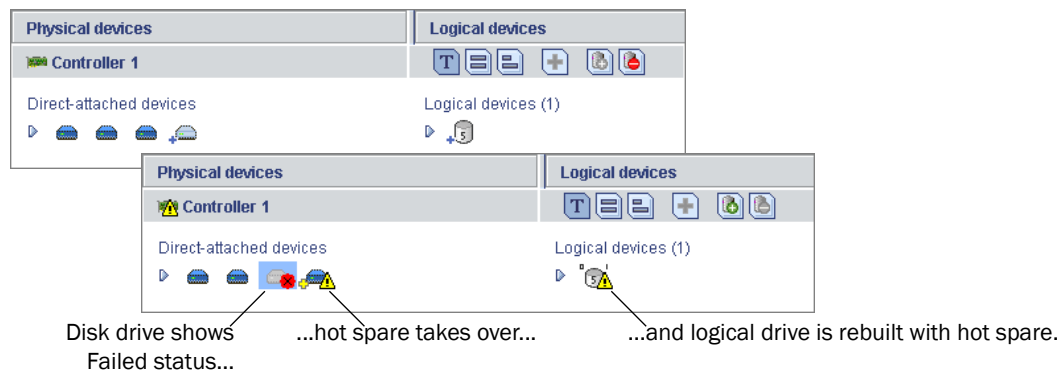 Physical devices
Logical devices
Controller 1
T
Direct-attached devices
Logical devices (1)
5
Physical devices
Logical devices
Controller 1
T
Direct-attached devices
Logical devices (1)
5
Disk drive shows
Failed status...
...hot spare takes over...
...and logical drive is rebuilt with hot spare.